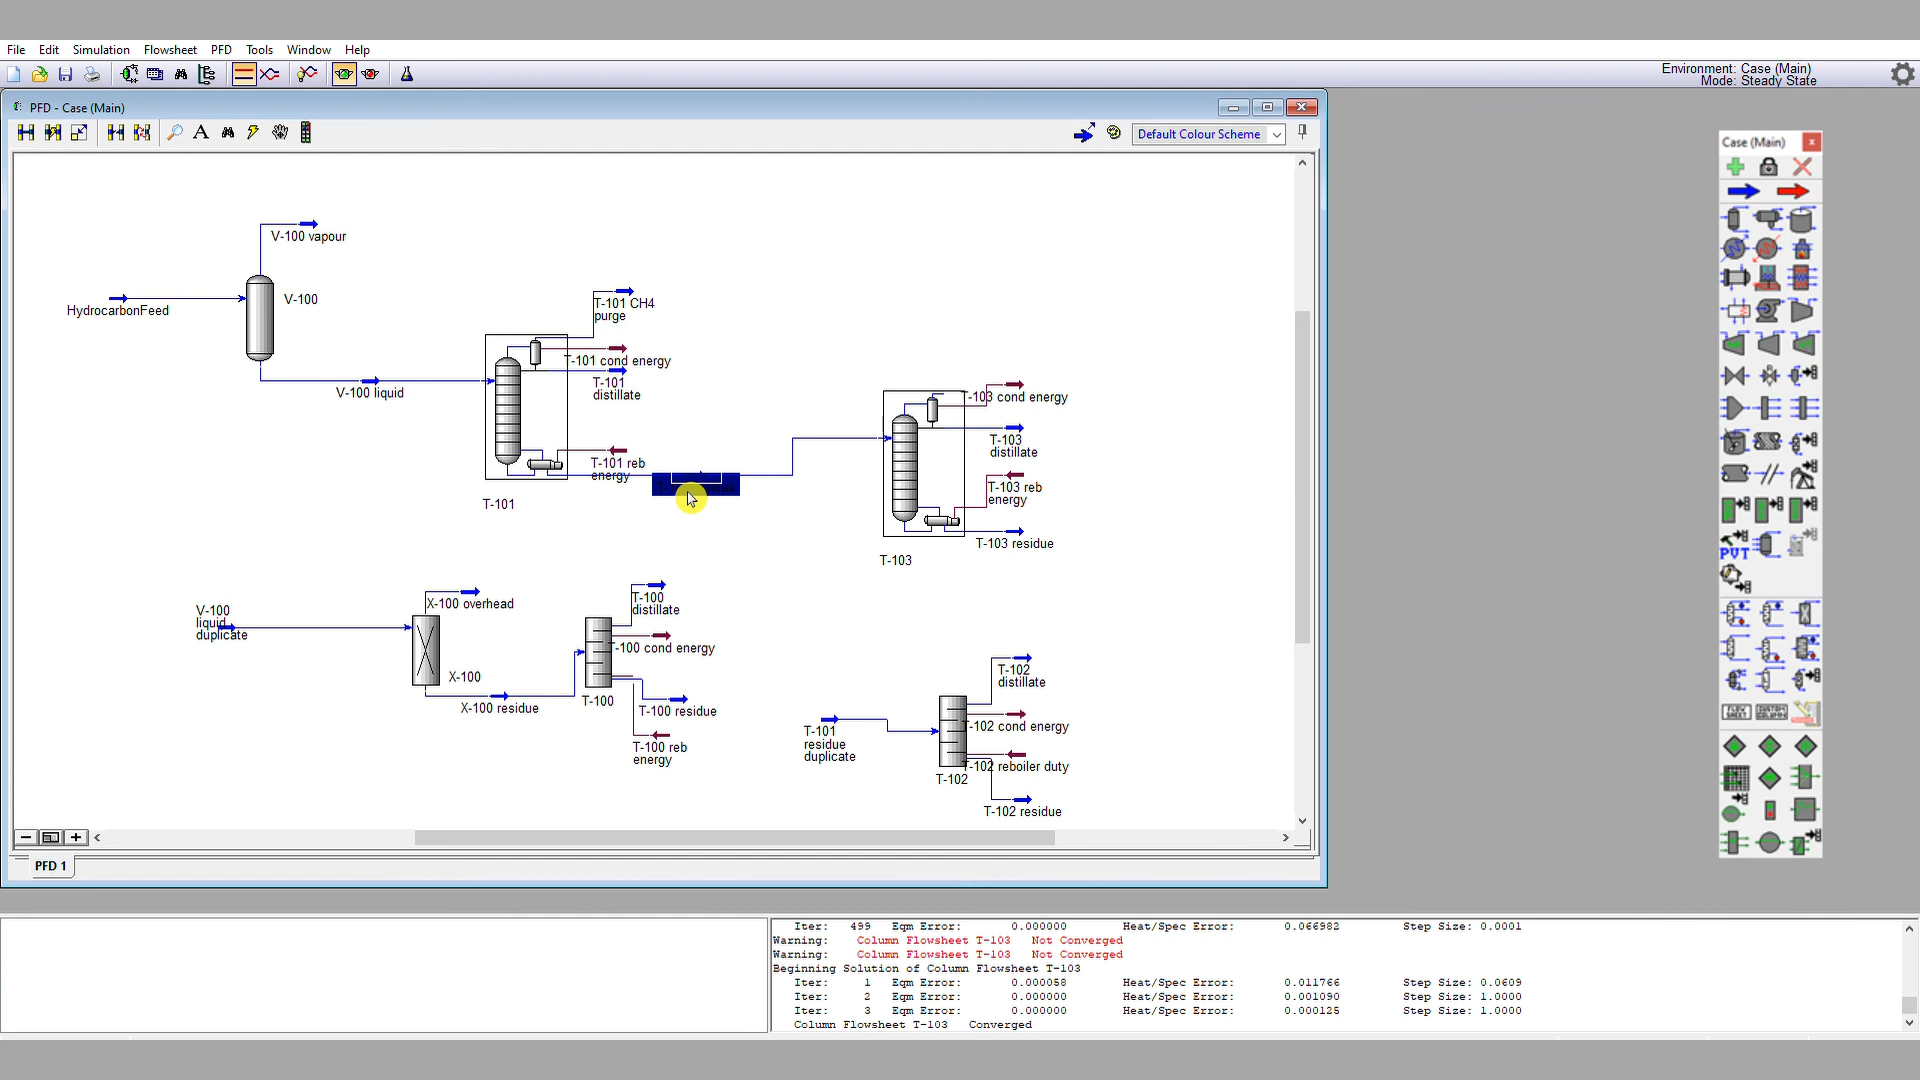 File Edit Simulation Flowsheet PFD Tools Window Help
Environment: Case (Main)
Mode: Steady State
PFD - Case (Main)
A
Default Colour Scheme
Case (Main)
V-100 vapour
V-100
HydrocarbonFeed
V-100 liquid
T-101 CH4
purge
T-101 cond energy
T-101
distillate
T-101 reb
energy
T-101
T-103 cond energy
T-103
distillate
T-103 reb
energy
T-103 residue
T-103
V-100
liquid
duplicate
X-100 overhead
X-100
X-100 residue
T-100
distillate
T-100 cond energy
T-100
T-100 residue
T-100 reb
energy
T-101
residue
duplicate
T-102
distillate
T-102 cond energy
T-102 reboiler duty
T-102
T-102 residue
PVT
FLOW
SHEET
CUSTOM
COLUMN
PFD 1
Iter: 499 Eqm Error: 0.000000 Heat/Spec Error: 0.066982 Step Size: 0.0001
Warning: Column Flowsheet T-103 Not Converged
Warning: Column Flowsheet T-103 Not Converged
Beginning Solution of Column Flowsheet T-103
Iter: 1 Eqm Error: 0.000058 Heat/Spec Error: 0.011766 Step Size: 0.0609
Iter: 2 Eqm Error: 0.000000 Heat/Spec Error: 0.001090 Step Size: 1.0000
Iter: 3 Eqm Error: 0.000000 Heat/Spec Error: 0.000125 Step Size: 1.0000
Column Flowsheet T-103 Converged